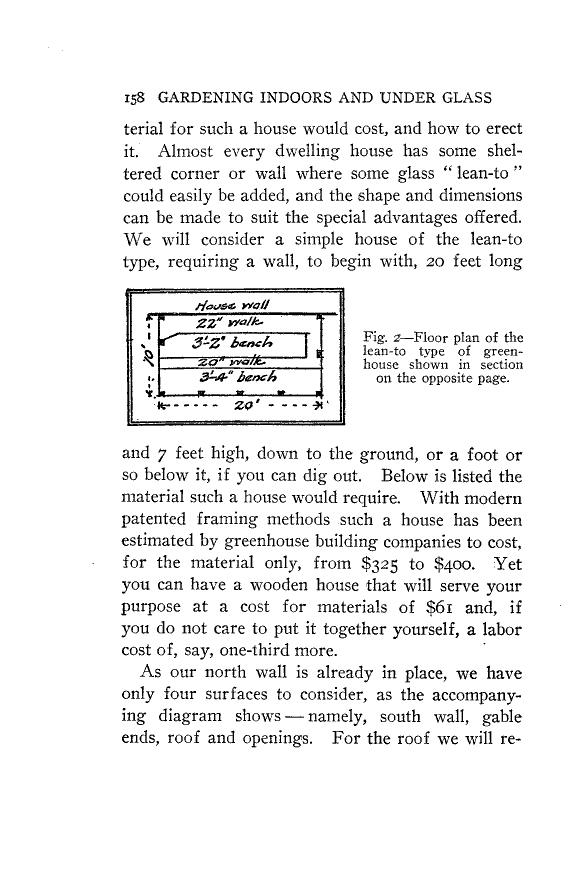 158 GARDENING INDOORS AND UNDER GLASS
terial for such a house would cost, and how to erect
it. Almost every dwelling house has some shel-
tered corner or wall where some glass “ lean-to ”
could easily be added, and the shape and dimensions
can be made to suit the special advantages offered.
We will consider a simple house of the lean-to
type, requiring a wall, to begin with, 20 feet long
House wall
22" walk
3'-2" bench
20" walk
3'-4" bench
10'
20'
Fig. 2—Floor plan of the
lean-to type of green-
house shown in section
on the opposite page.
and 7 feet high, down to the ground, or a foot or
so below it, if you can dig out. Below is listed the
material such a house would require. With modern
patented framing methods such a house has been
estimated by greenhouse building companies to cost,
for the material only, from $325 to $400. Yet
you can have a wooden house that will serve your
purpose at a cost for materials of $61 and, if
you do not care to put it together yourself, a labor
cost of, say, one-third more.
As our north wall is already in place, we have
only four surfaces to consider, as the accompany-
ing diagram shows — namely, south wall, gable
ends, roof and openings. For the roof we will re-